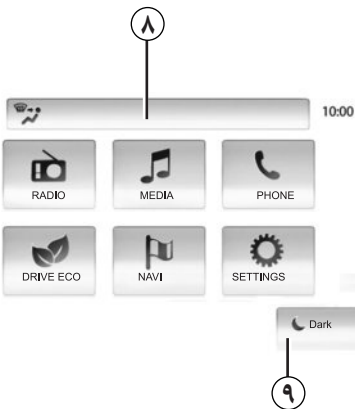 ٨
10:00
RADIO MEDIA PHONE
DRIVE ECO NAVI SETTINGS
Dark
٩